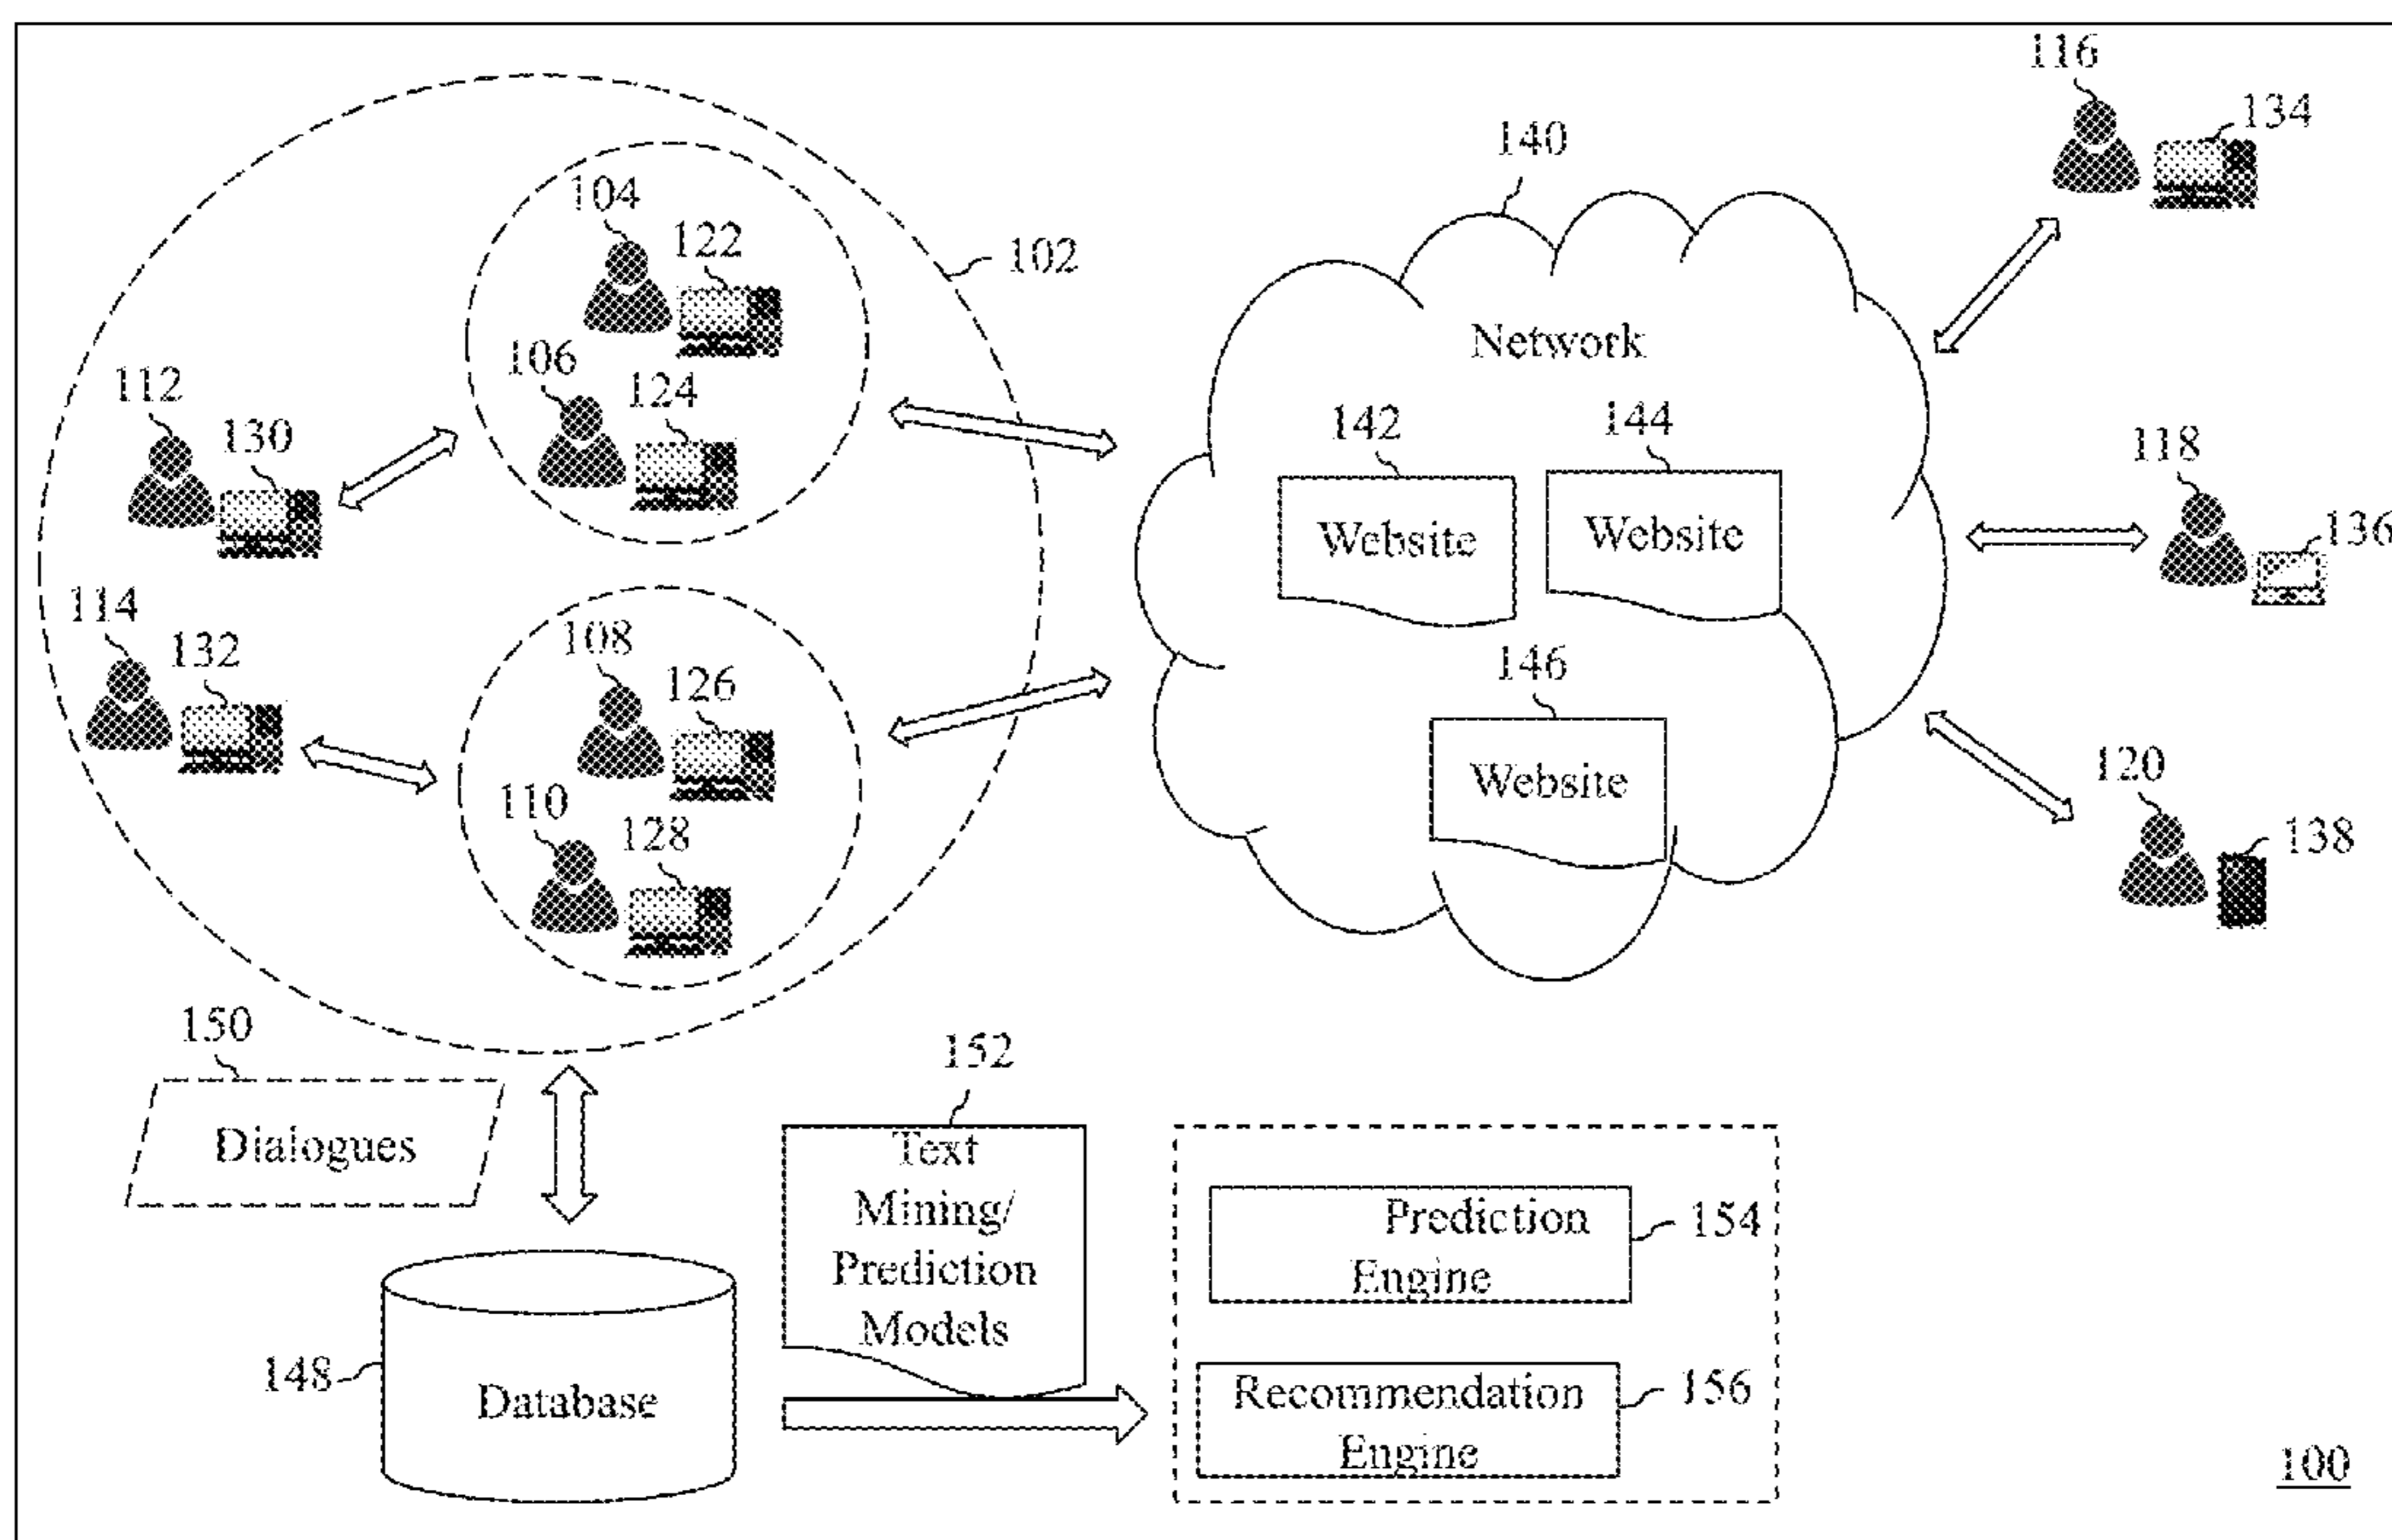 116
134
140
104
122
102
Network
106
124
112
130
142
144
118
Website
Website
136
114
132
108
126
146
110
128
Website
120
138
150
152
Dialogues
Text
Mining/
Prediction
Models
Prediction
Engine
154
148
Database
Recommendation
Engine
156
100